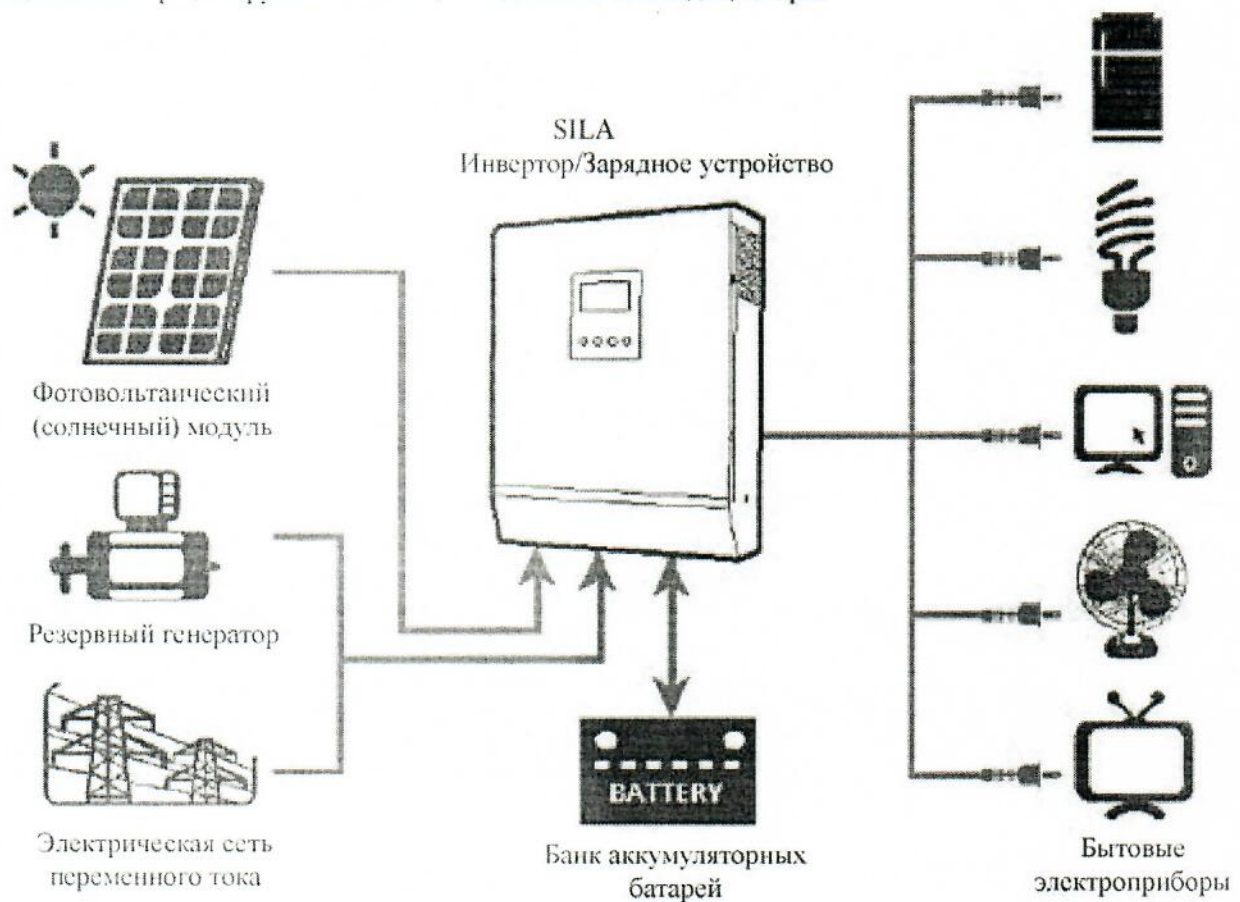 SILA
Инвертор/Зарядное устройство
Фотовольтаический
(солнечный) модуль
Резервный генератор
Электрическая сеть
переменного тока
BATTERY
Банк аккумуляторных
батарей
Бытовые
электроприборы